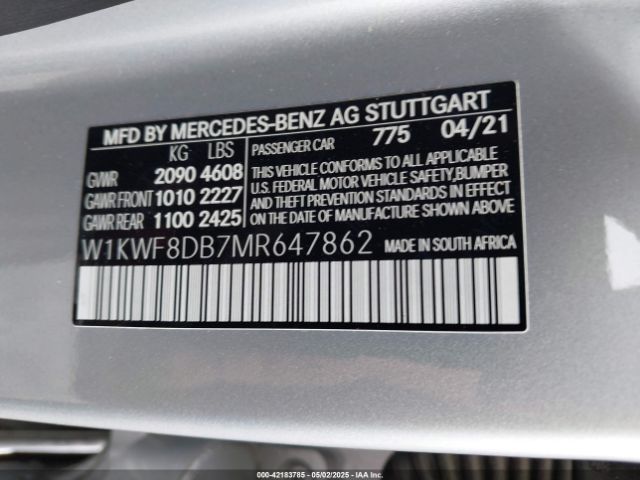 MFD BY MERCEDES-BENZ AG STUTTGART
KG LBS
GVWR 2090 4608
GAWR FRONT 1010 2227
GAWR REAR 1100 2425
PASSENGER CAR 775 04/21
THIS VEHICLE CONFORMS TO ALL APPLICABLE
U.S. FEDERAL MOTOR VEHICLE SAFETY,BUMPER
AND THEFT PREVENTION STANDARDS IN EFFECT
ON THE DATE OF MANUFACTURE SHOWN ABOVE.
W1KWF8DB7MR647862 MADE IN SOUTH AFRICA
000-42183785 - 05/02/2025 - IAA Inc.